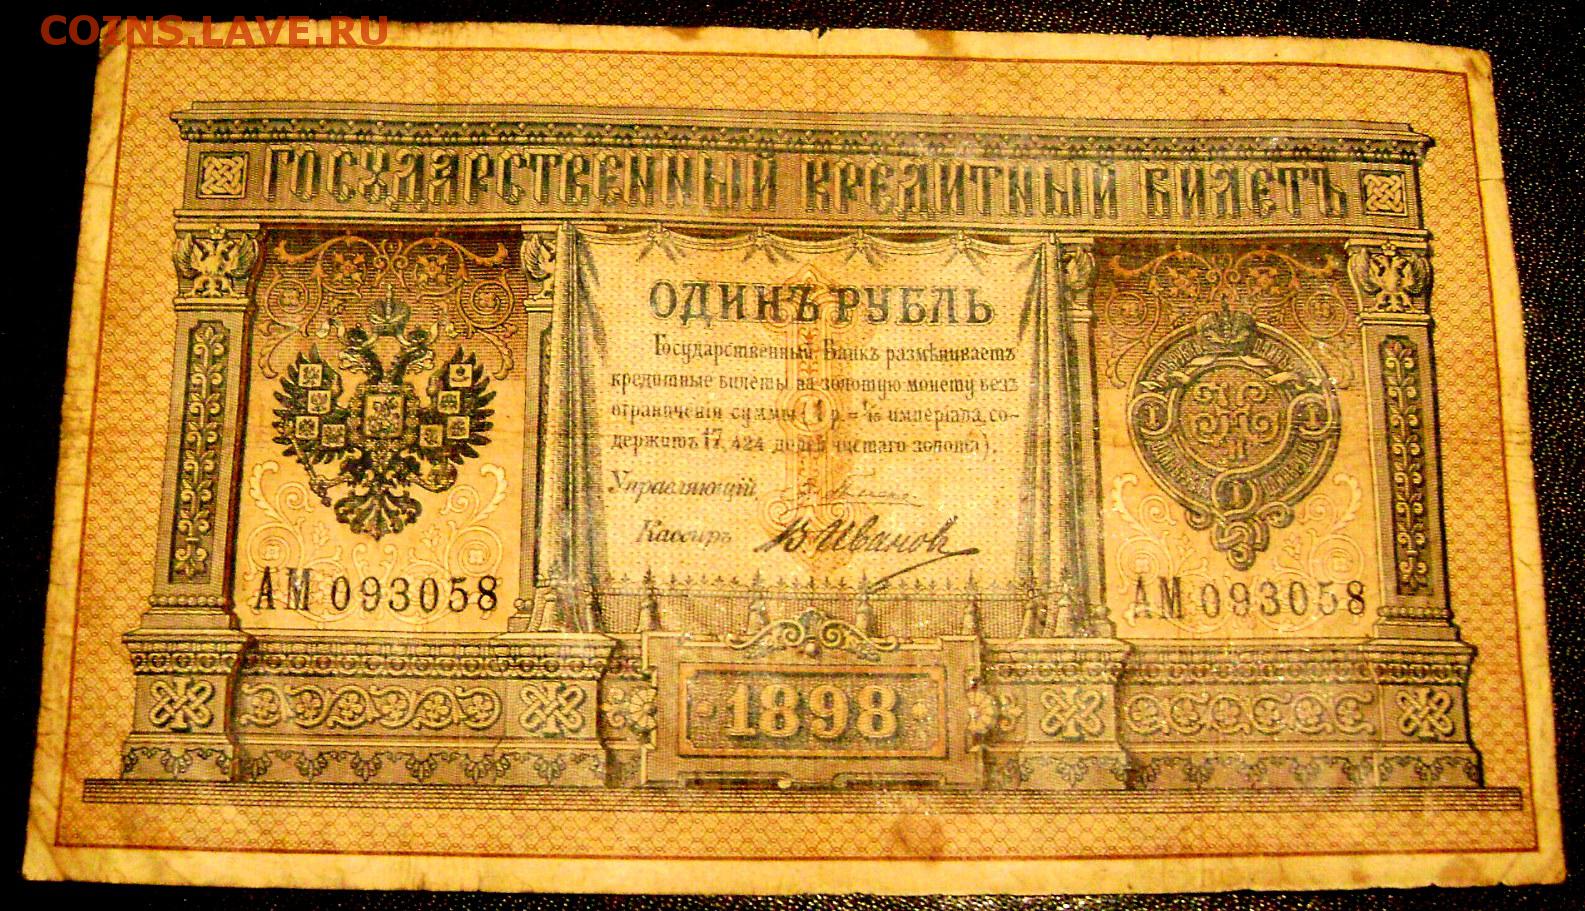 COINS.LAVE.RU
ГОСУДАРСТВЕННЫЙ КРЕДИТНЫЙ БИЛЕТЪ
ОДИНЪ РУБЛЬ
Государственный Банкъ размѣниваетъ
кредитные билеты на золотую монету безъ
ограниченія суммы (1 р. = 1/15 имперіала, со-
держитъ 17,424 долей чистаго золота).
Управляющій
Кассиръ В. Иванов
АМ 093058
АМ 093058
1898